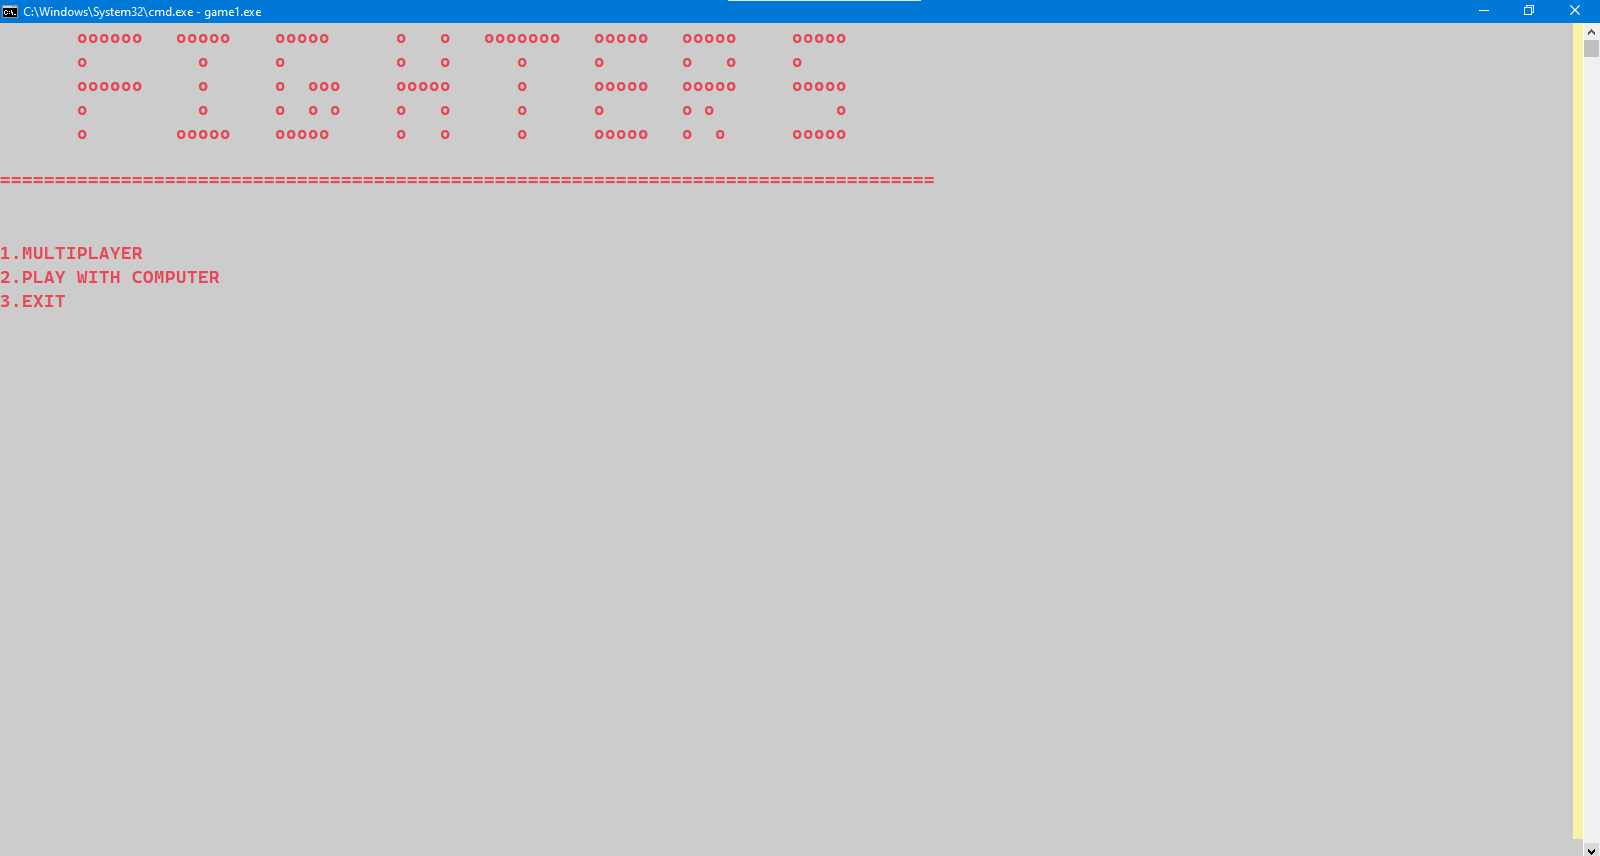 C:\Windows\System32\cmd.exe - game1.exe
FIGHTERS
=====================================================================================
1.MULTIPLAYER
2.PLAY WITH COMPUTER
3.EXIT